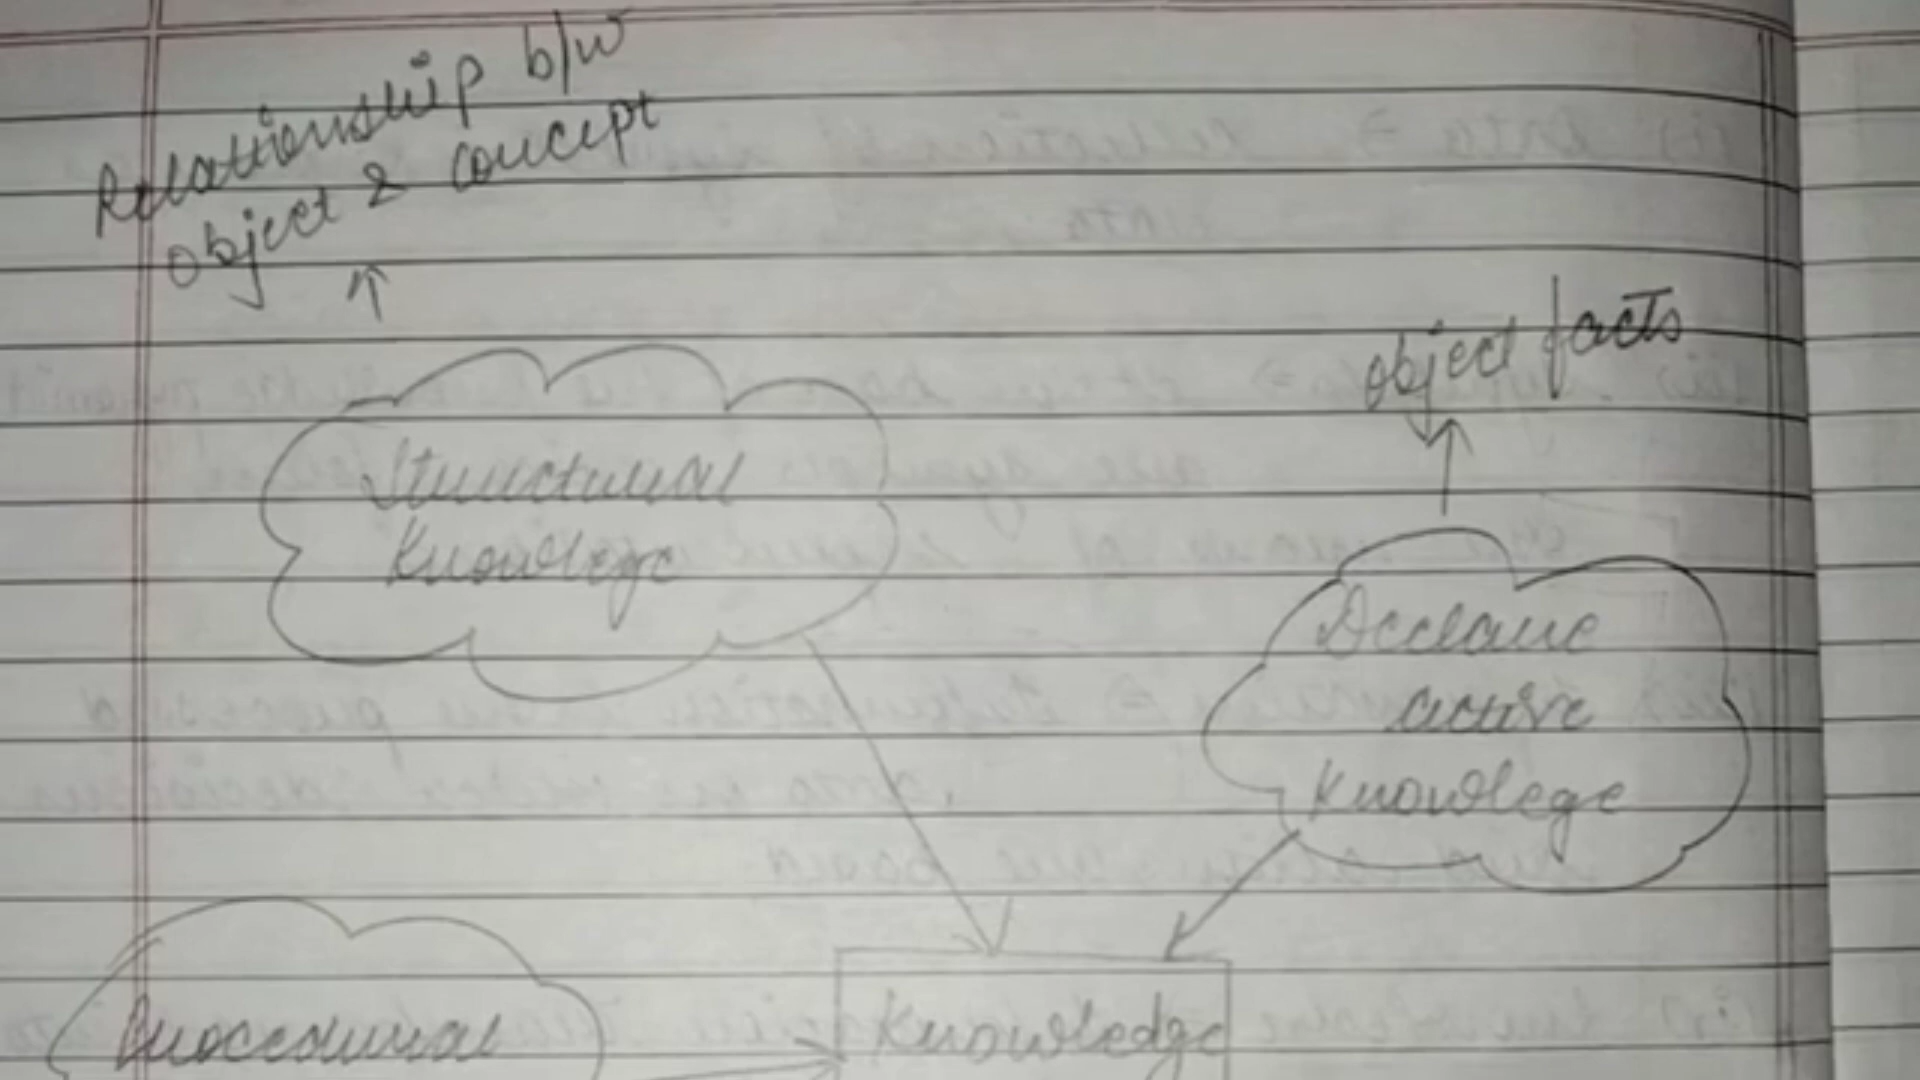 Relationship b/w
object & concept
object facts
Structural
Knowlege
Declare
active
Knowlege
Procedural
Knowledge